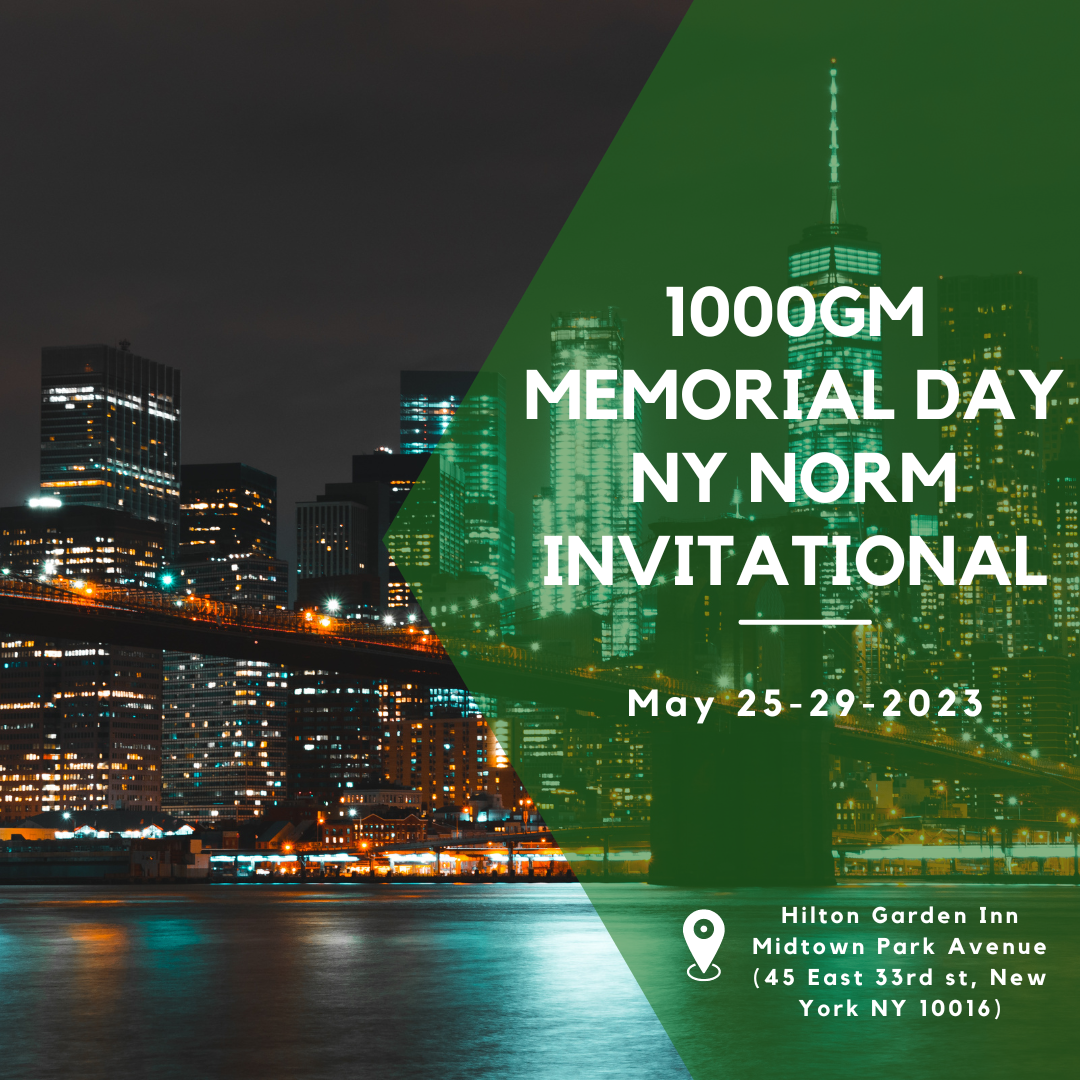 1000GM
MEMORIAL DAY
NY NORM
INVITATIONAL
May 25-29-2023
Hilton Garden Inn
Midtown Park Avenue
(45 East 33rd st, New
York NY 10016)